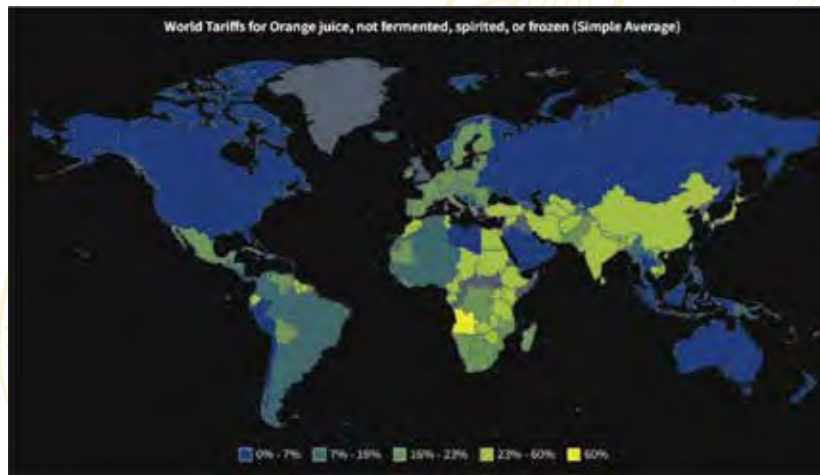 World Tariffs for Orange juice, not fermented, spirited, or frozen (Simple Average)
0% - 7% 7% - 16% 16% - 23% 23% - 60% 60%